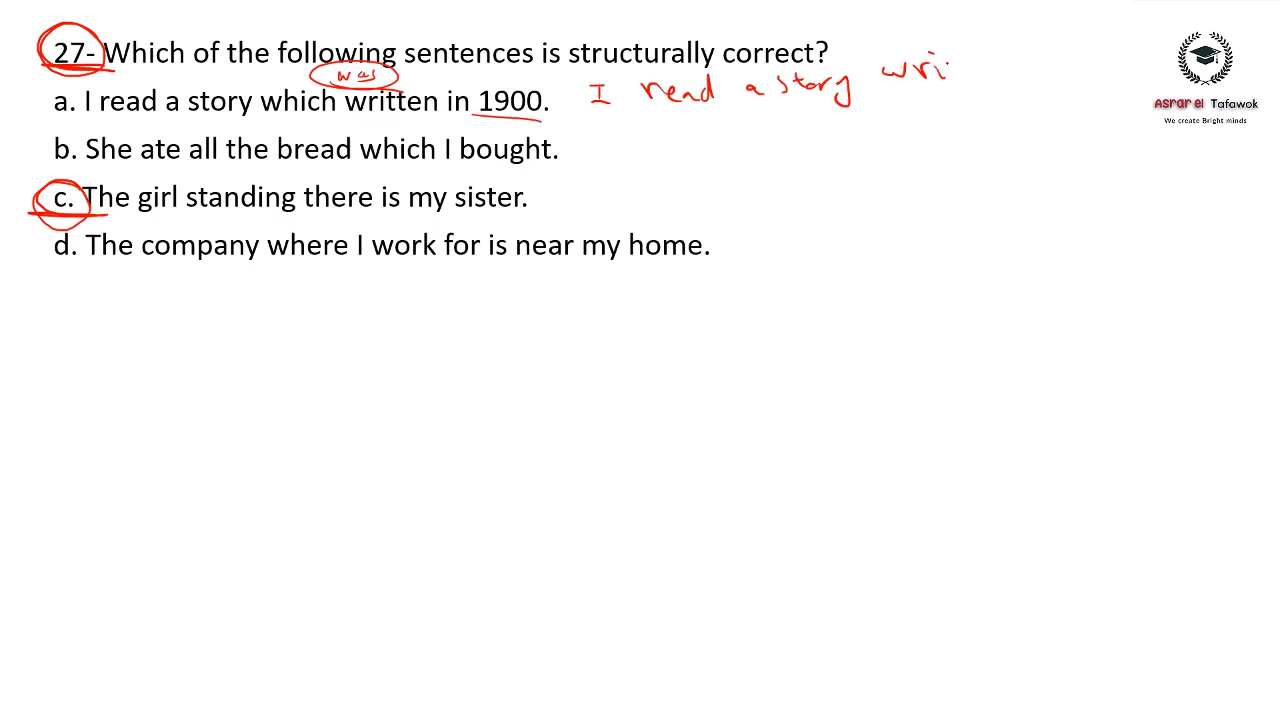 27- Which of the following sentences is structurally correct?
was
a. I read a story which written in 1900. I read a story wri
b. She ate all the bread which I bought.
c. The girl standing there is my sister.
d. The company where I work for is near my home.
Asrar el Tafawok
We create Bright minds